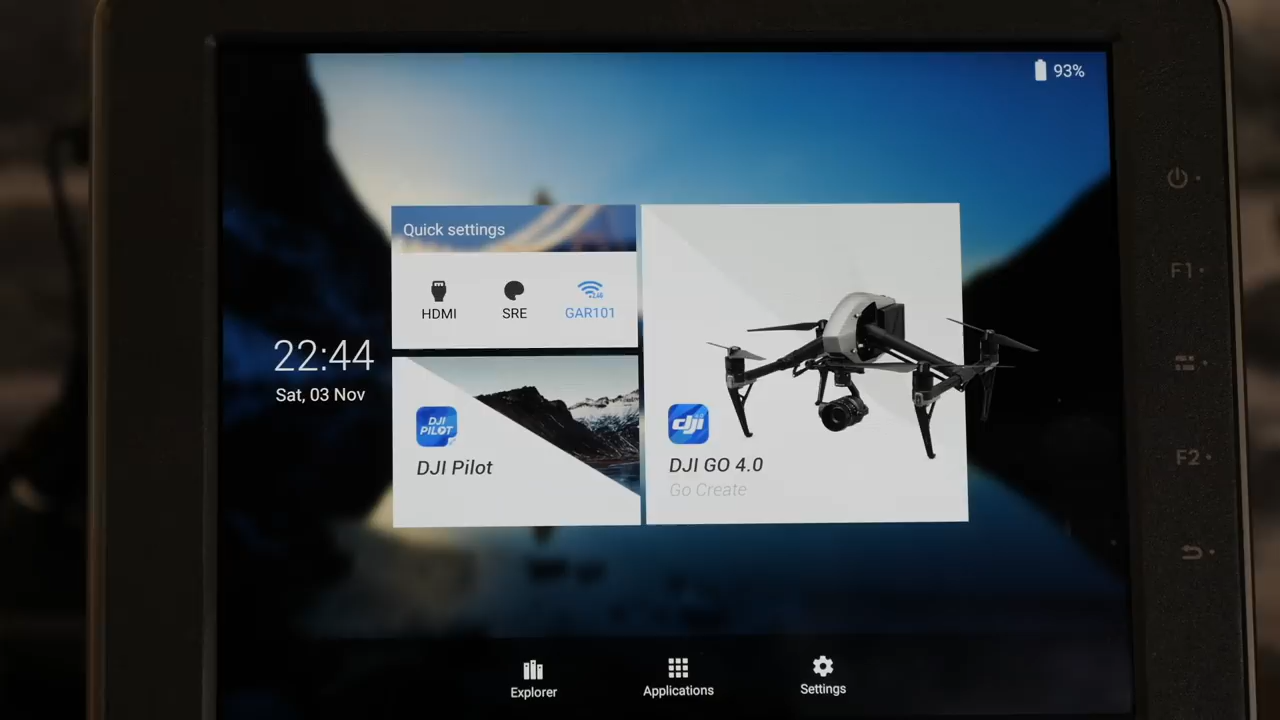 93%
Quick settings
HDMI
SRE
GAR101
22:44
Sat, 03 Nov
DJI
PILOT
DJI Pilot
dji
DJI GO 4.0
Go Create
Explorer
Applications
Settings
F1
F2